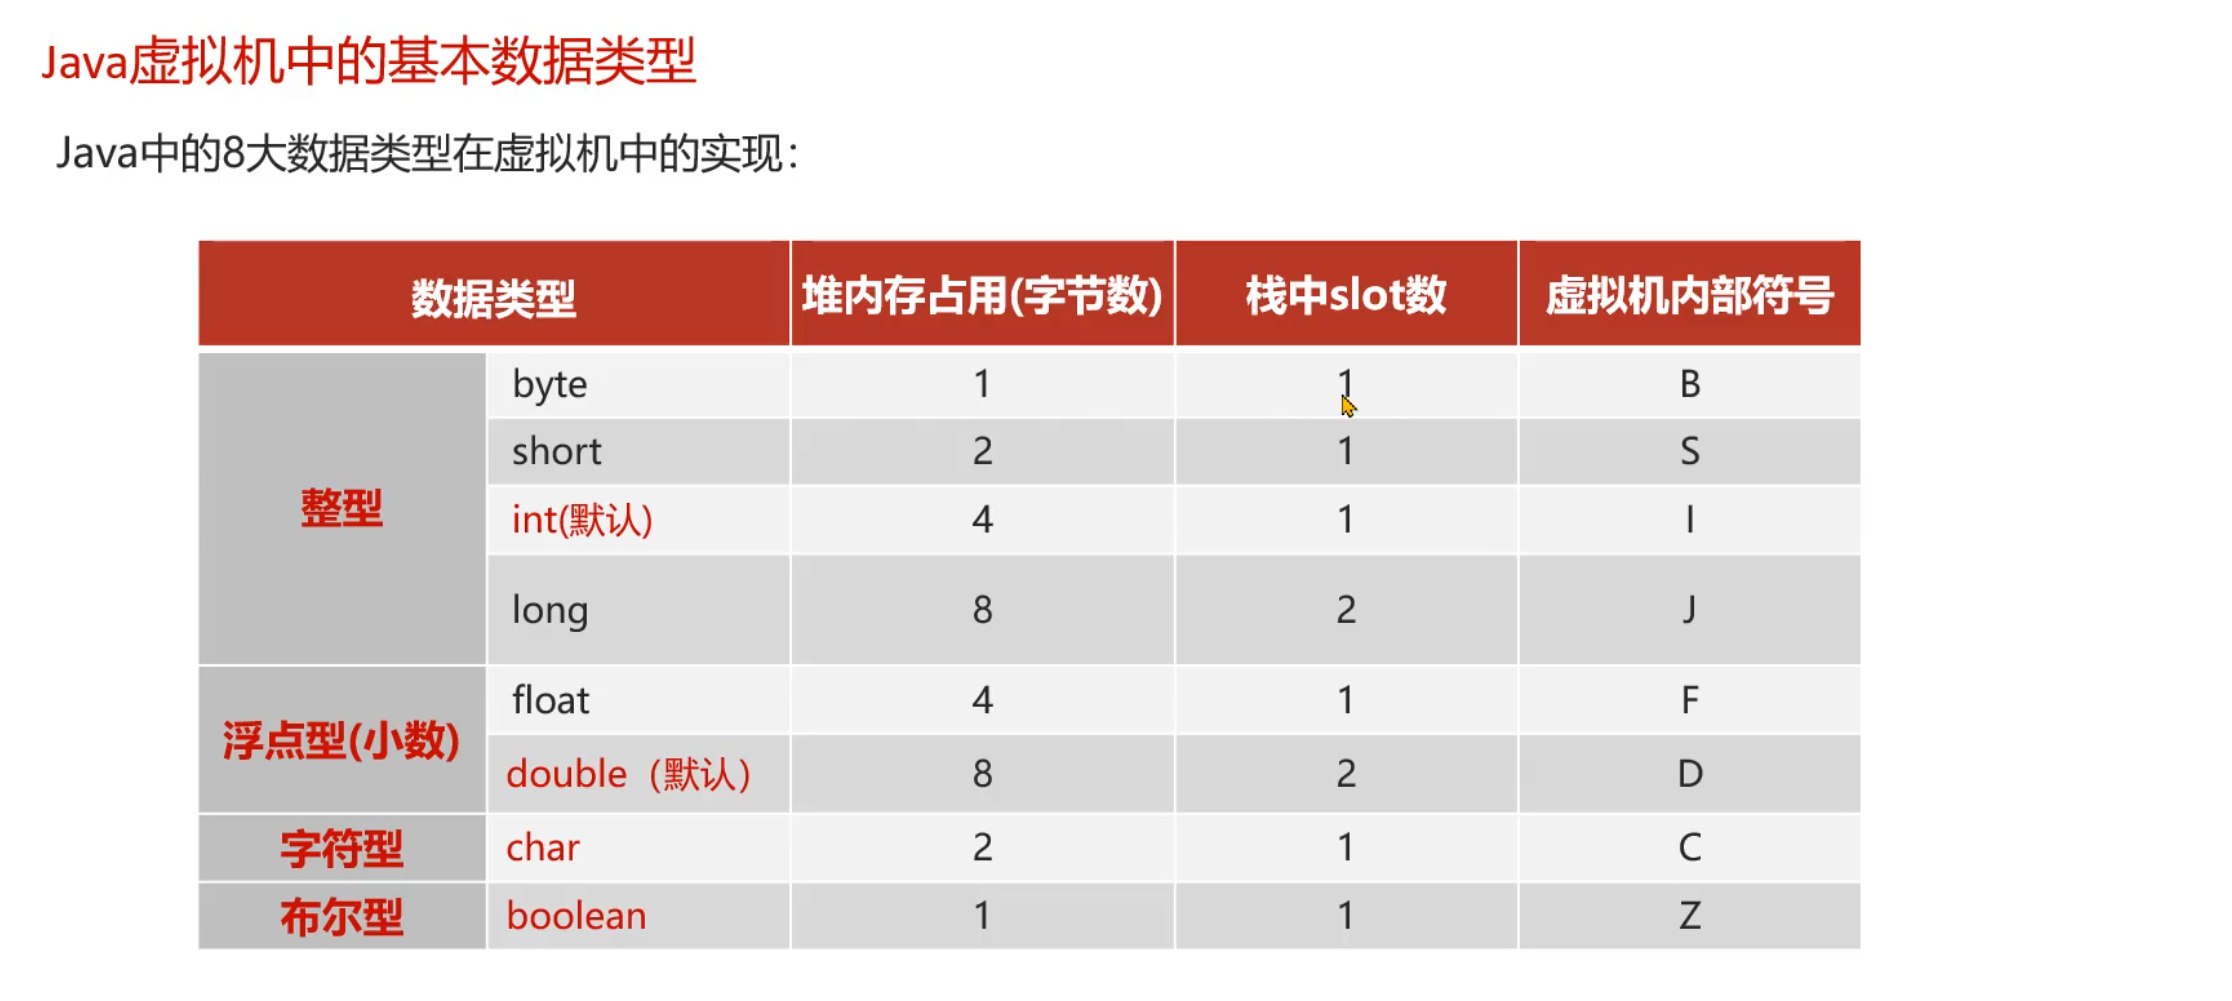 Java虚拟机中的基本数据类型
Java中的8大数据类型在虚拟机中的实现：
数据类型 堆内存占用(字节数) 栈中slot数 虚拟机内部符号
整型
byte 1 1 B
short 2 1 S
int(默认) 4 1 I
long 8 2 J
浮点型(小数)
float 4 1 F
double（默认） 8 2 D
字符型 char 2 1 C
布尔型 boolean 1 1 Z